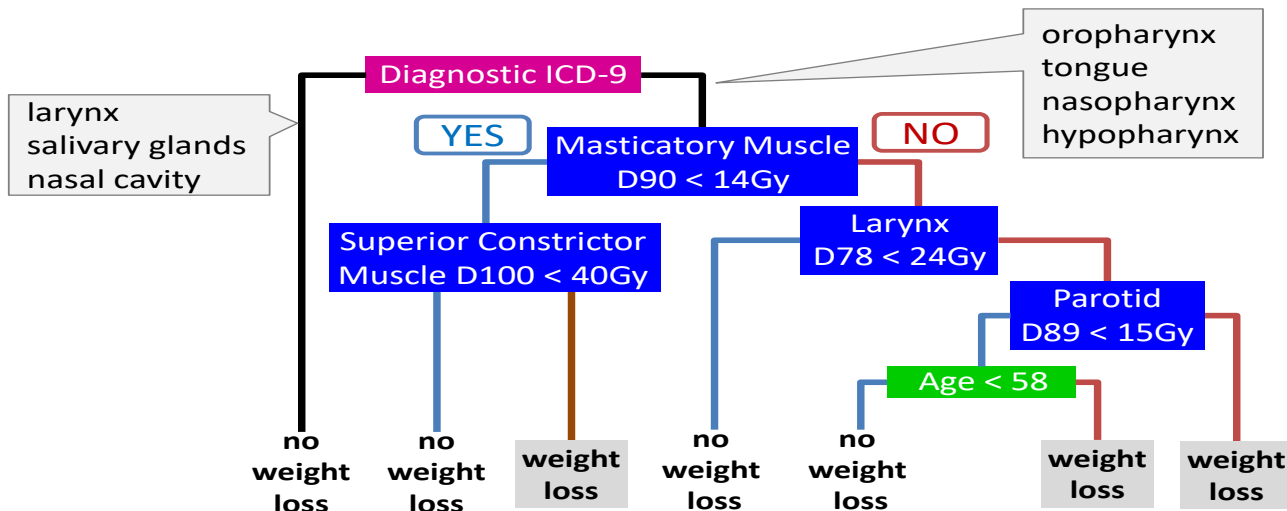 Diagnostic ICD-9
oropharynx
tongue
nasopharynx
hypopharynx
larynx
salivary glands
nasal cavity
YES
NO
Masticatory Muscle
D90 < 14Gy
Superior Constrictor
Muscle D100 < 40Gy
Larynx
D78 < 24Gy
Parotid
D89 < 15Gy
Age < 58
no
weight
loss
no
weight
loss
weight
loss
no
weight
loss
no
weight
loss
weight
loss
weight
loss